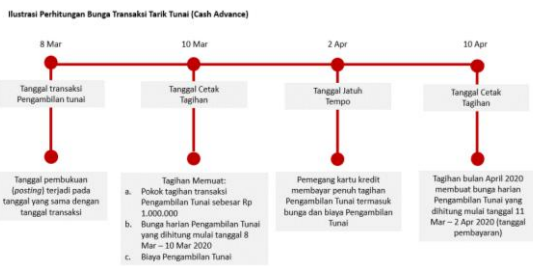 Ilustrasi Perhitungan Bunga Transaksi Tarik Tunai (Cash Advance)
8 Mar
10 Mar
2 Apr
10 Apr
Tanggal transaksi
Pengambilan tunai
Tanggal Cetak
Tagihan
Tanggal Jatuh
Tempo
Tanggal Cetak
Tagihan
Tanggal pembukuan
(posting) terjadi pada
tanggal yang sama dengan
tanggal transaksi
Tagihan Memuat:
a. Pokok tagihan transaksi
Pengambilan Tunai sebesar Rp
1.000.000
b. Bunga harian Pengambilan Tunai
yang dihitung mulai tanggal 8
Mar – 10 Mar 2020
c. Biaya Pengambilan Tunai
Pemegang kartu kredit
membayar penuh tagihan
Pengambilan Tunai termasuk
bunga dan biaya Pengambilan
Tunai
Tagihan bulan April 2020
membuat bunga harian
Pengambilan Tunai yang
dihitung mulai tanggal 11
Mar – 2 Apr 2020 (tanggal
pembayaran)